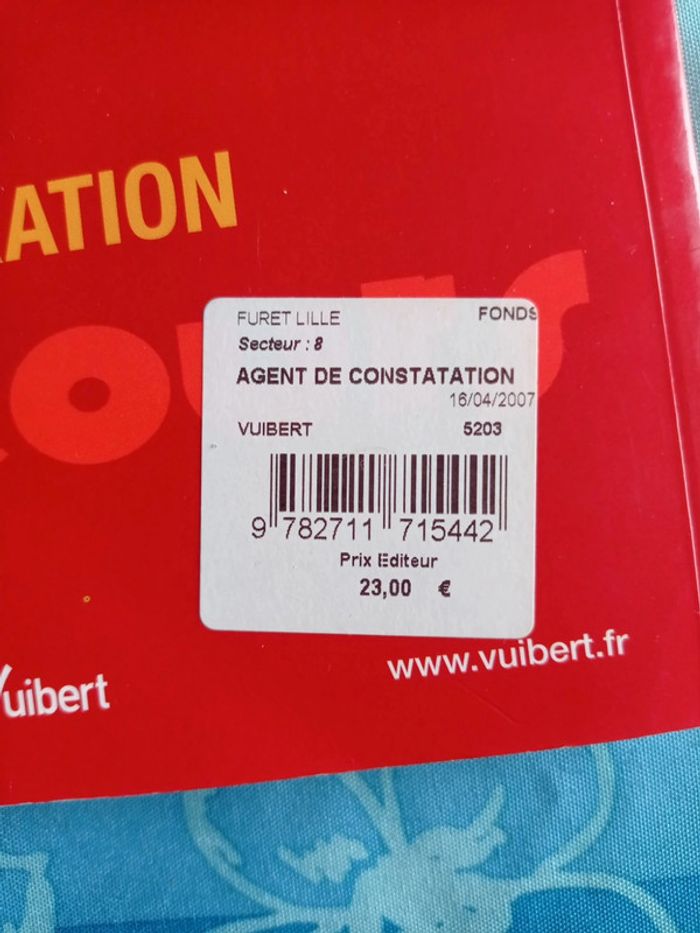 ATION
FURET LILLE FONDS
Secteur : 8
AGENT DE CONSTATATION
16/04/2007
VUIBERT 5203
9 782711 715442
Prix Editeur
23,00 €
www.vuibert.fr
Vuibert